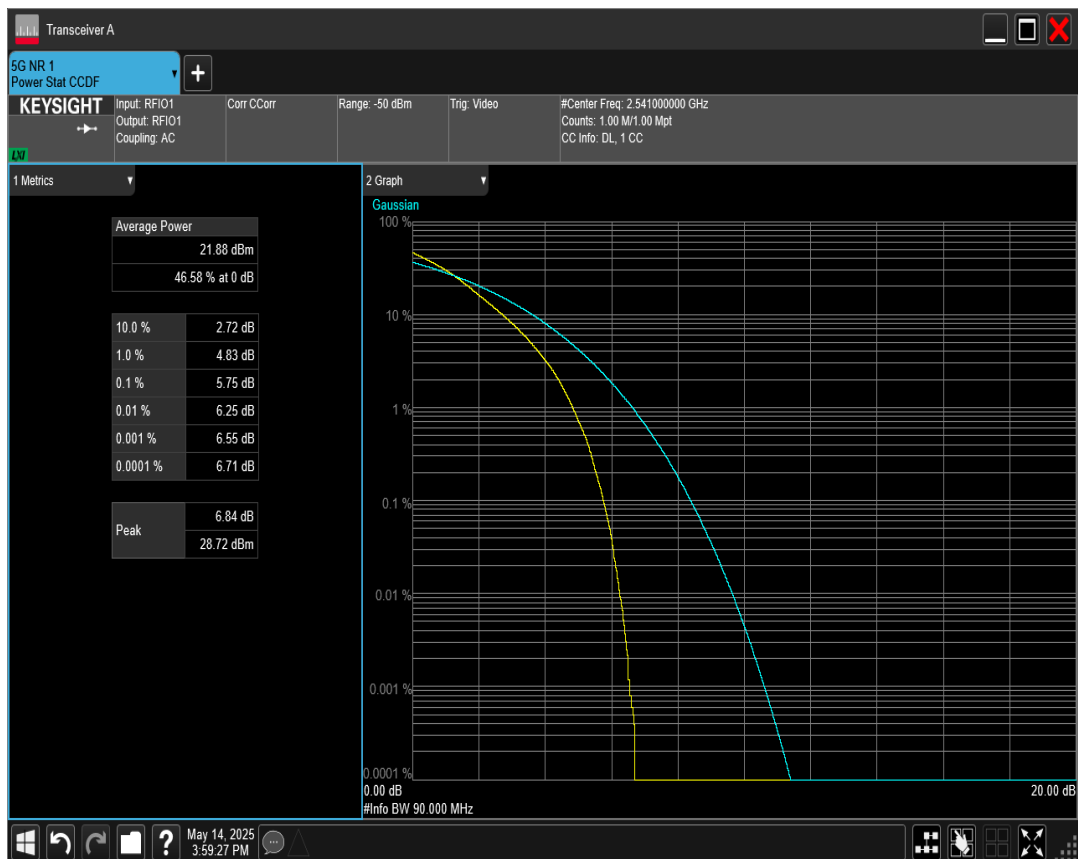 Transceiver A
5G NR 1
Power Stat CCDF
KEYSIGHT
LXI
Input: RFIO1
Output: RFIO1
Coupling: AC
Corr CCorr
Range: -50 dBm
Trig: Video
#Center Freq: 2.541000000 GHz
Counts: 1.00 M/1.00 Mpt
CC Info: DL, 1 CC
1 Metrics
Average Power
21.88 dBm
46.58 % at 0 dB
10.0 % 2.72 dB
1.0 % 4.83 dB
0.1 % 5.75 dB
0.01 % 6.25 dB
0.001 % 6.55 dB
0.0001 % 6.71 dB
Peak 6.84 dB
28.72 dBm
2 Graph
Gaussian
100 %
10 %
1 %
0.1 %
0.01 %
0.001 %
0.0001 %
0.00 dB 20.00 dB
#Info BW 90.000 MHz
May 14, 2025
3:59:27 PM